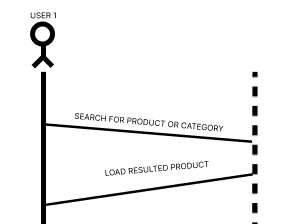 USER 1
SEARCH FOR PRODUCT OR CATEGORY
LOAD RESULTED PRODUCT